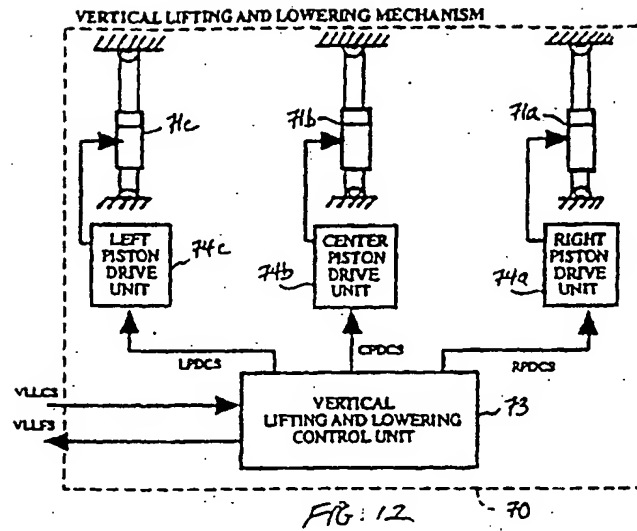 VERTICAL LIFTING AND LOWERING MECHANISM
71c
71b
71a
LEFT
PISTON
DRIVE
UNIT
74c
CENTER
PISTON
DRIVE
UNIT
74b
RIGHT
PISTON
DRIVE
UNIT
74a
LPDCS
CPDCS
RPDCS
VLLCS
VLLFS
VERTICAL
LIFTING AND LOWERING
CONTROL UNIT
73
FIG. 12
70